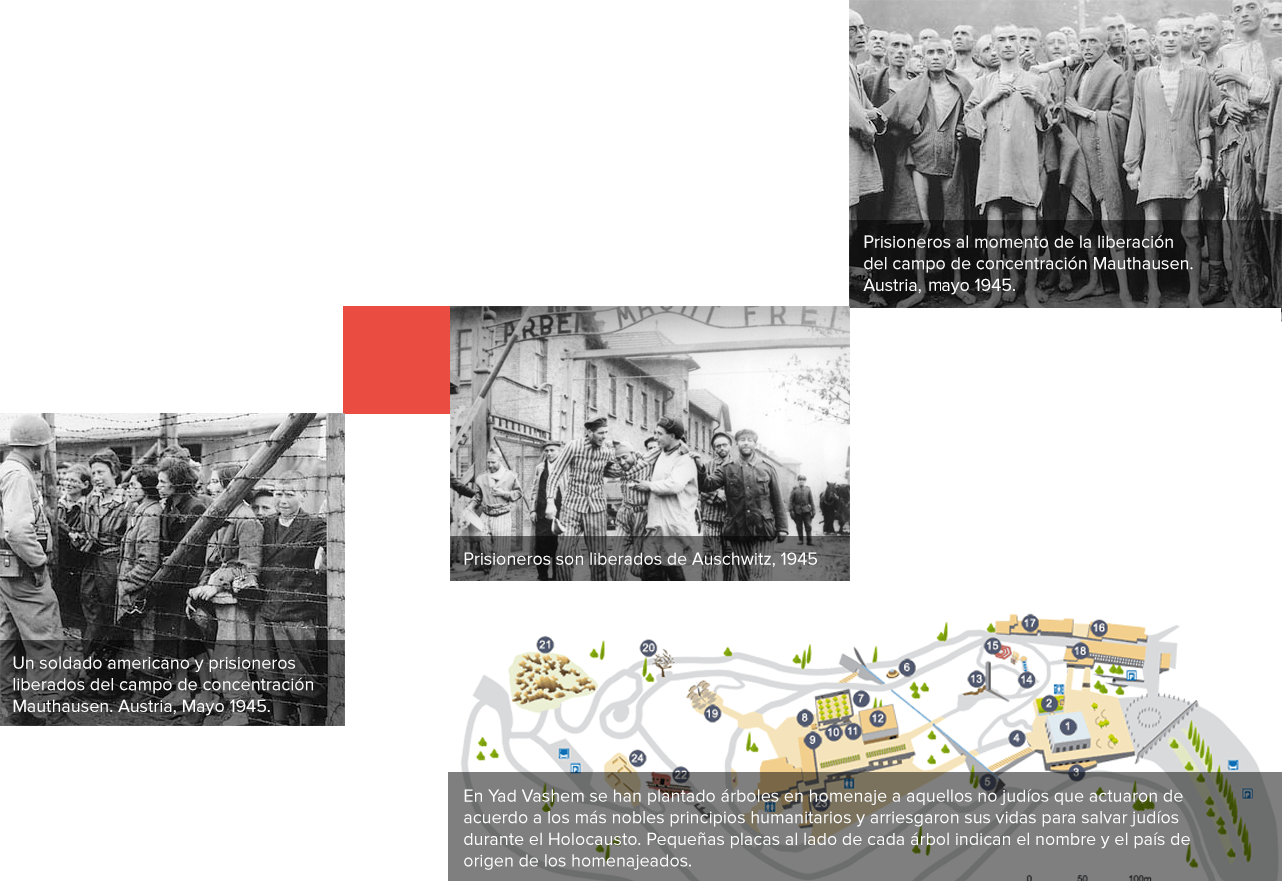 Prisioneros al momento de la liberación
del campo de concentración Mauthausen.
Austria, mayo 1945.
ARBEI MACHT FREI
Prisioneros son liberados de Auschwitz, 1945
Un soldado americano y prisioneros
liberados del campo de concentración
Mauthausen. Austria, Mayo 1945.
17
16
21
20
15
18
6
13
14
19
7
2
8
12
1
10
11
9
4
24
22
3
5
23
En Yad Vashem se han plantado árboles en homenaje a aquellos no judíos que actuaron de
acuerdo a los más nobles principios humanitarios y arriesgaron sus vidas para salvar judíos
durante el Holocausto. Pequeñas placas al lado de cada árbol indican el nombre y el país de
origen de los homenajeados.
0 50 100m